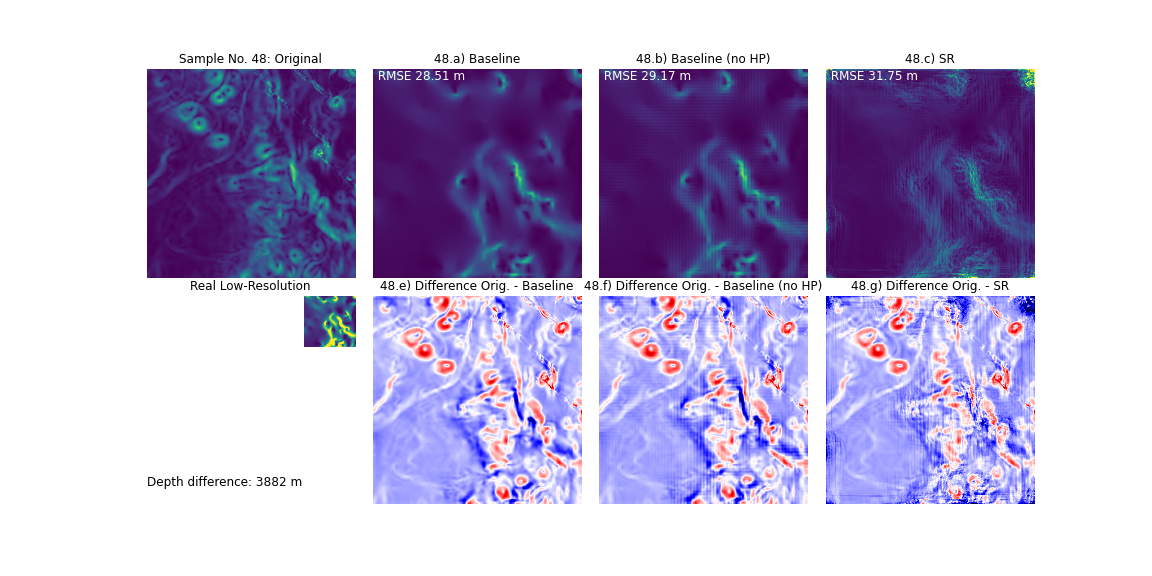 Sample No. 48: Original
48.a) Baseline
48.b) Baseline (no HP)
48.c) SR
RMSE 28.51 m
RMSE 29.17 m
RMSE 31.75 m
Real Low-Resolution
48.e) Difference Orig. - Baseline
48.f) Difference Orig. - Baseline (no HP)
48.g) Difference Orig. - SR
Depth difference: 3882 m